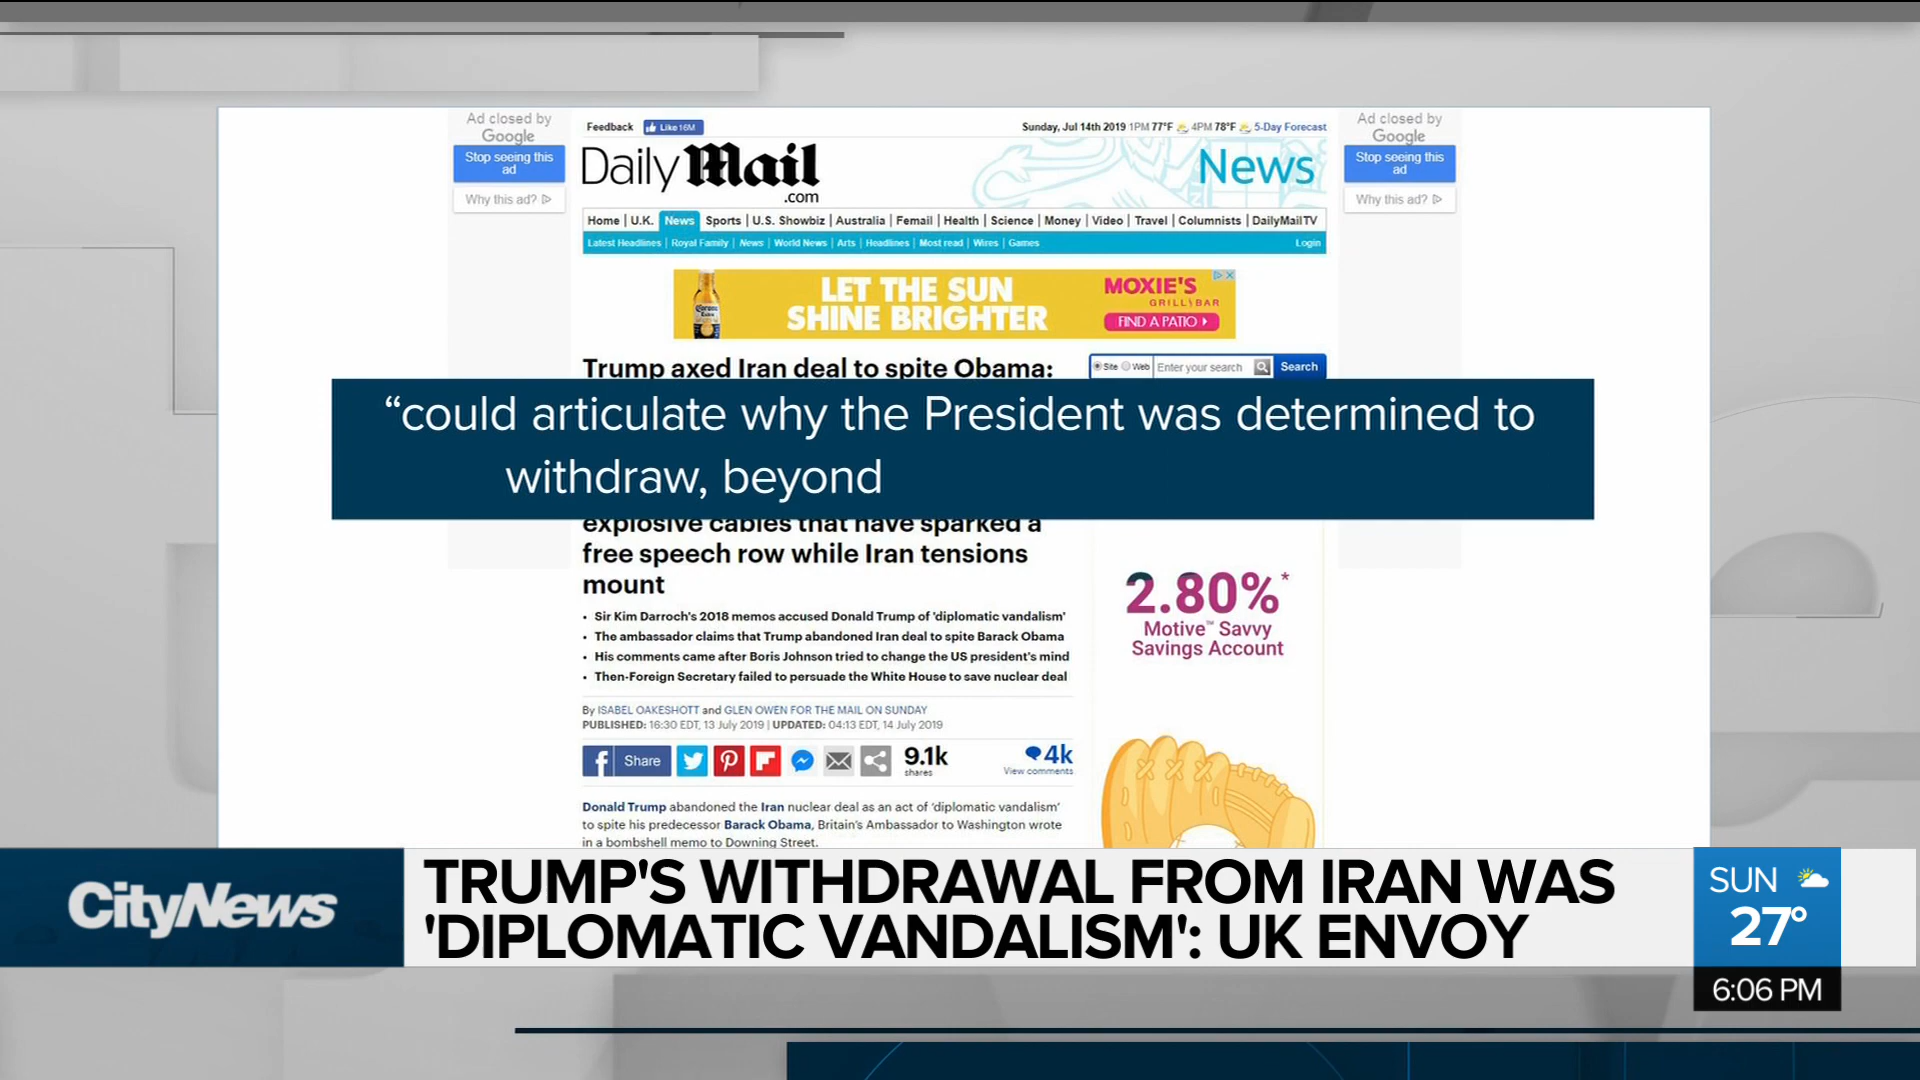 Ad closed by
Google
Stop seeing this
ad
Why this ad?
Feedback Like 16M
Sunday, Jul 14th 2019 1PM 77°F 4PM 78°F 5-Day Forecast
Daily Mail
.com
News
Home | U.K. News Sports | U.S. Showbiz | Australia | Femail | Health | Science | Money | Video | Travel | Columnists | DailyMailTV
Latest Headlines | Royal Family | News | World News | Arts | Headlines | Most read | Wires | Games Login
Ad closed by
Google
Stop seeing this
ad
Why this ad?
Corona
Extra
LET THE SUN
SHINE BRIGHTER
MOXIE'S
GRILL & BAR
FIND A PATIO
Trump axed Iran deal to spite Obama:
Site Web Enter your search Search
“could articulate why the President was determined to
withdraw, beyond
explosive cables that have sparked a
free speech row while Iran tensions
mount
• Sir Kim Darroch's 2018 memos accused Donald Trump of 'diplomatic vandalism'
• The ambassador claims that Trump abandoned Iran deal to spite Barack Obama
• His comments came after Boris Johnson tried to change the US president's mind
• Then-Foreign Secretary failed to persuade the White House to save nuclear deal
By ISABEL OAKESHOTT and GLEN OWEN FOR THE MAIL ON SUNDAY
PUBLISHED: 16:30 EDT, 13 July 2019 | UPDATED: 04:13 EDT, 14 July 2019
Share 9.1k
shares
4k
View comments
Donald Trump abandoned the Iran nuclear deal as an act of 'diplomatic vandalism'
to spite his predecessor Barack Obama, Britain's Ambassador to Washington wrote
in a bombshell memo to Downing Street.
2.80%*
Motive™ Savvy
Savings Account
CityNews
TRUMP'S WITHDRAWAL FROM IRAN WAS
'DIPLOMATIC VANDALISM': UK ENVOY
SUN
27°
6:06 PM